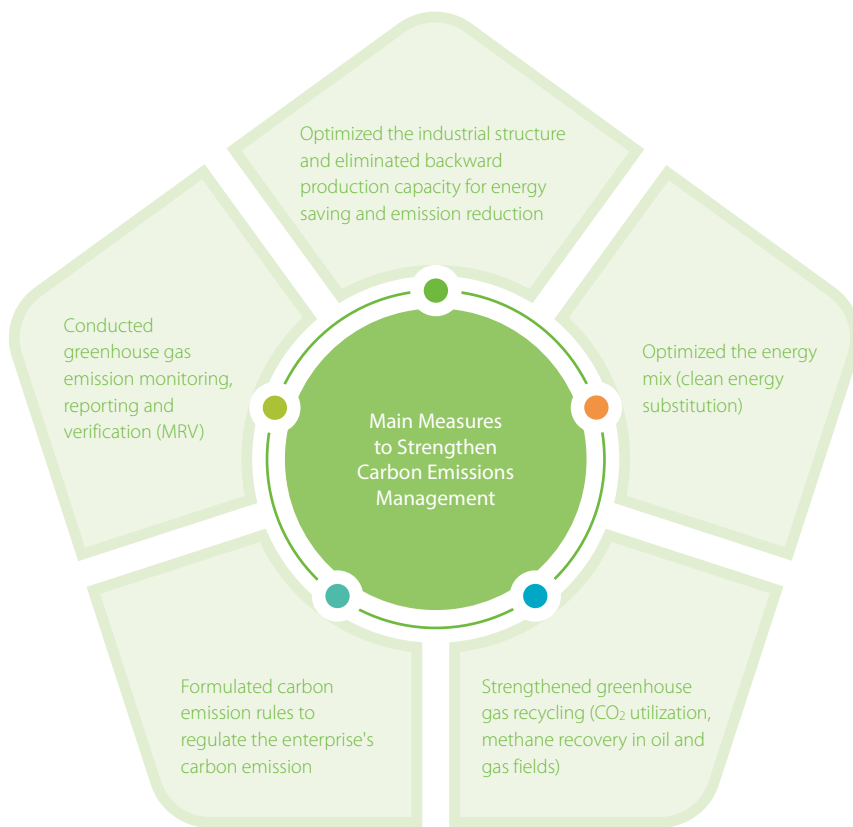 Optimized the industrial structure
and eliminated backward
production capacity for energy
saving and emission reduction
Conducted
greenhouse gas
emission monitoring,
reporting and
verification (MRV)
Optimized the energy
mix (clean energy
substitution)
Main Measures
to Strengthen
Carbon Emissions
Management
Formulated carbon
emission rules to
regulate the enterprise's
carbon emission
Strengthened greenhouse
gas recycling (CO₂ utilization,
methane recovery in oil and
gas fields)